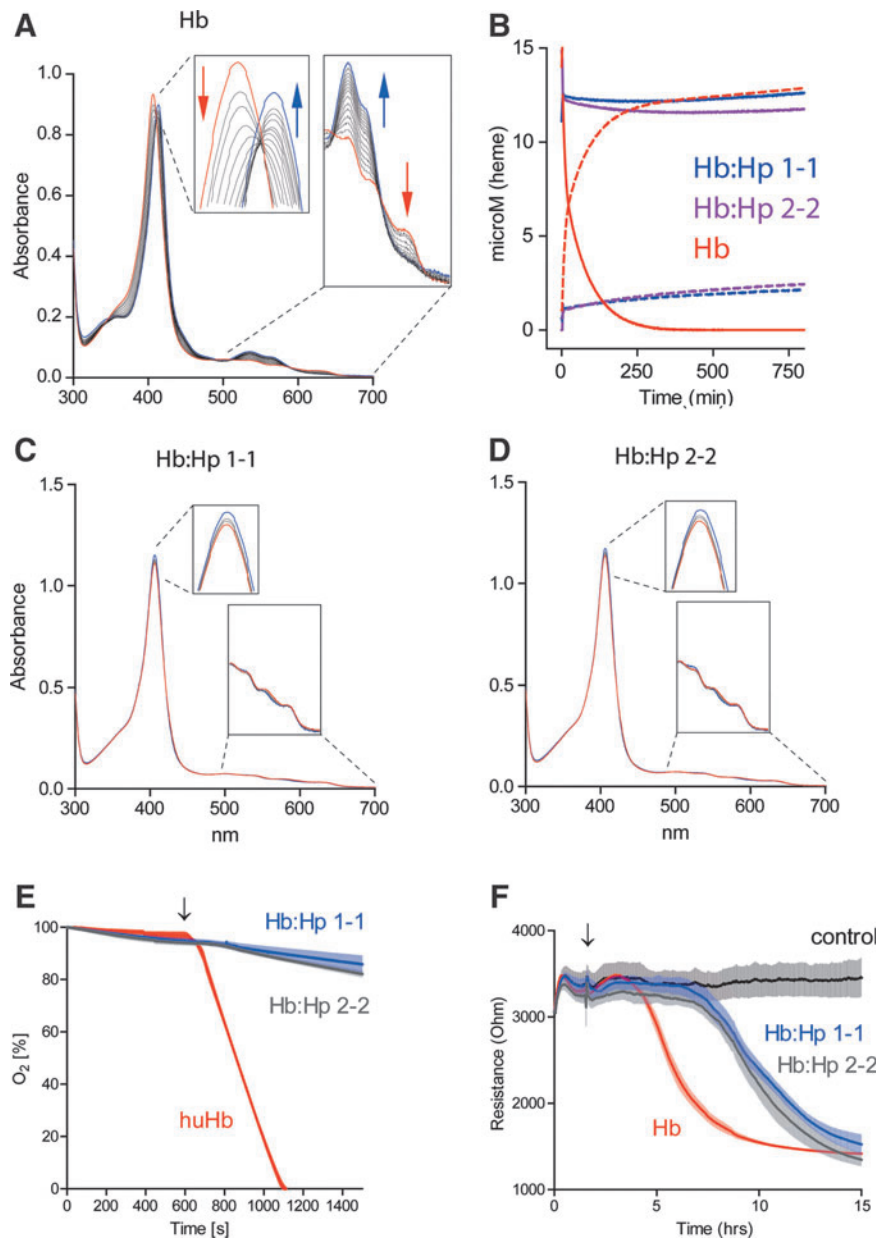 A
Hb
1.0
0.8
0.6
0.4
0.2
0.0
Absorbance
300 400 500 600 700
B
15
10
5
0
microM (heme)
Hb:Hp 1-1
Hb:Hp 2-2
Hb
0 250 500 750
Time (min)
C
Hb:Hp 1-1
1.5
1.0
0.5
0.0
Absorbance
300 400 500 600 700
nm
D
Hb:Hp 2-2
1.5
1.0
0.5
0.0
300 400 500 600 700
nm
E
100
80
60
40
20
0
O2 [%]
↓
Hb:Hp 1-1
Hb:Hp 2-2
huHb
0 200 400 600 800 1000 1200 1400
Time [s]
F
4000
3000
2000
1000
Resistance (Ohm)
↓
control
Hb:Hp 1-1
Hb:Hp 2-2
Hb
5 10 15
Time (hrs)